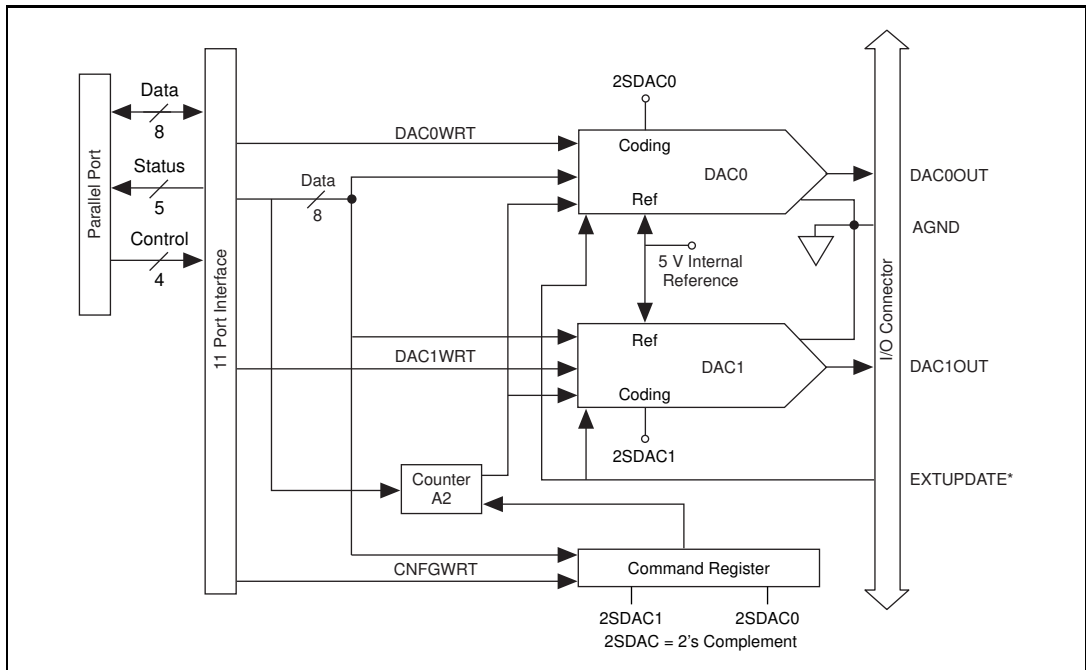 2SDAC0
Data
8
DAC0WRT
Coding
DAC0
Status
5
Data
8
DAC0OUT
Ref
AGND
Parallel Port
Control
4
5 V Internal
Reference
11 Port Interface
I/O Connector
Ref
DAC1WRT
DAC1
DAC1OUT
Coding
2SDAC1
Counter
A2
EXTUPDATE*
CNFGWRT
Command Register
2SDAC1
2SDAC0
2SDAC = 2's Complement